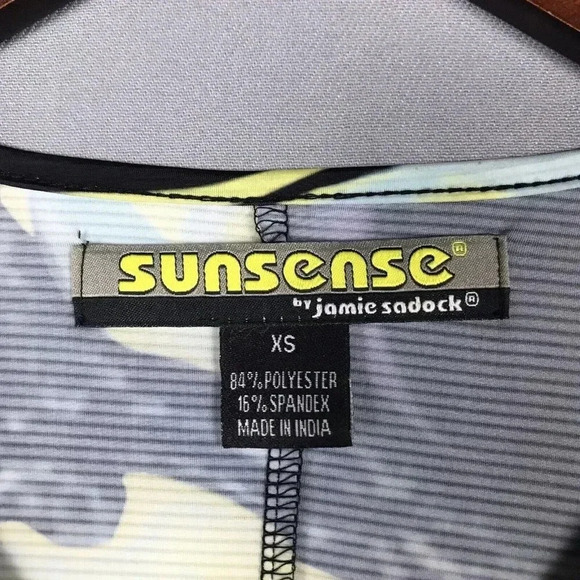 sunsense®
by jamie sadock®
XS
84%POLYESTER
16%SPANDEX
MADE IN INDIA